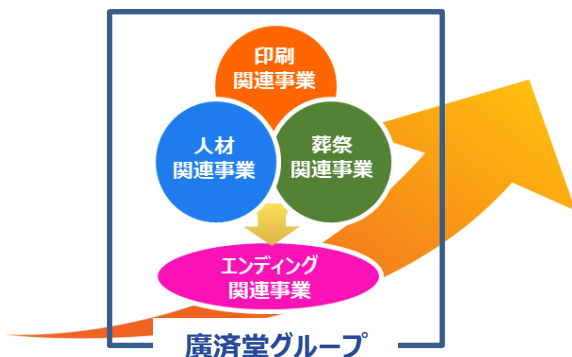 印刷
関連事業
人材
関連事業
葬祭
関連事業
エンディング
関連事業
廣済堂グループ